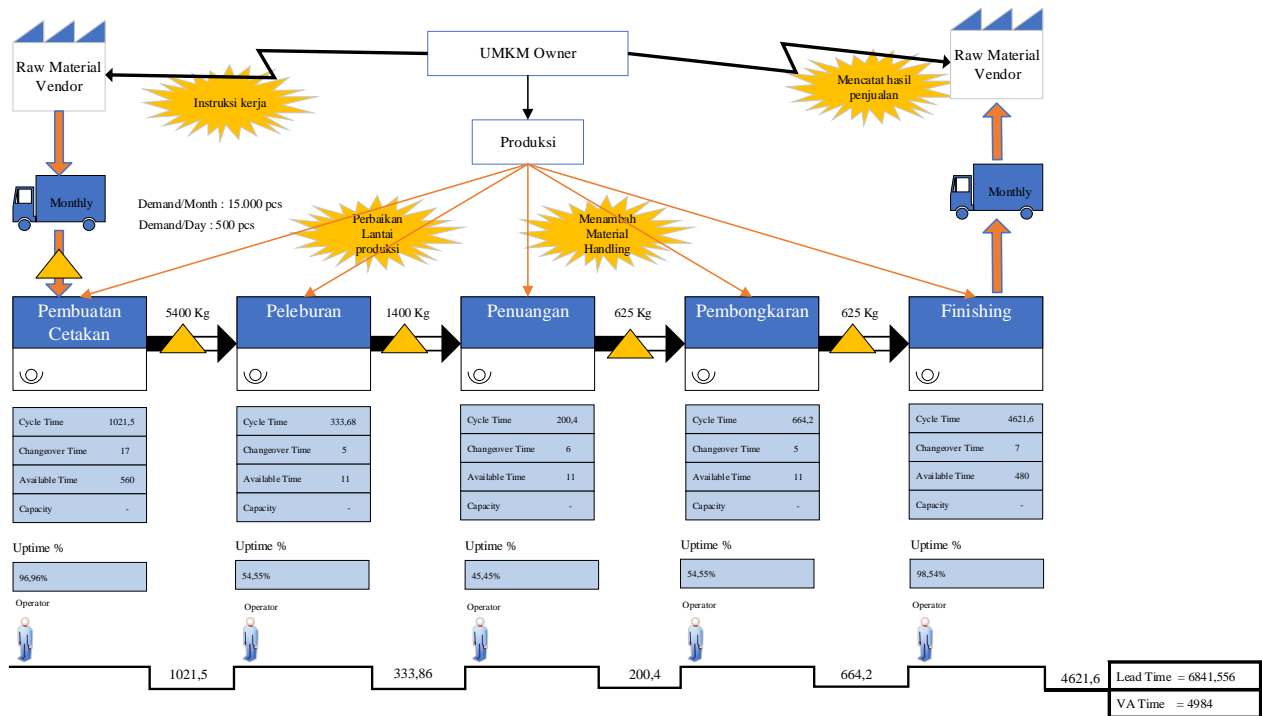 Raw Material
Vendor
UMKM Owner
Raw Material
Vendor
Instruksi kerja
Mencatat hasil
penjualan
Produksi
Monthly
Monthly
Demand/Month : 15.000 pcs
Demand/Day : 500 pcs
Perbaikan
Lantai
produksi
Menambah
Material
Handling
Pembuatan
Cetakan
5400 Kg
Peleburan
1400 Kg
Penuangan
625 Kg
Pembongkaran
625 Kg
Finishing
Cycle Time 1021,5
Changeover Time 17
Available Time 560
Capacity -
Cycle Time 333,68
Changeover Time 5
Available Time 11
Capacity -
Cycle Time 200,4
Changeover Time 6
Available Time 11
Capacity -
Cycle Time 664,2
Changeover Time 5
Available Time 11
Capacity -
Cycle Time 4621,6
Changeover Time 7
Available Time 480
Capacity -
Uptime %
96,96%
Operator
Uptime %
54,55%
Operator
Uptime %
45,45%
Operator
Uptime %
54,55%
Operator
Uptime %
98,54%
Operator
1021,5
333,86
200,4
664,2
4621,6
Lead Time = 6841,556
VA Time = 4984